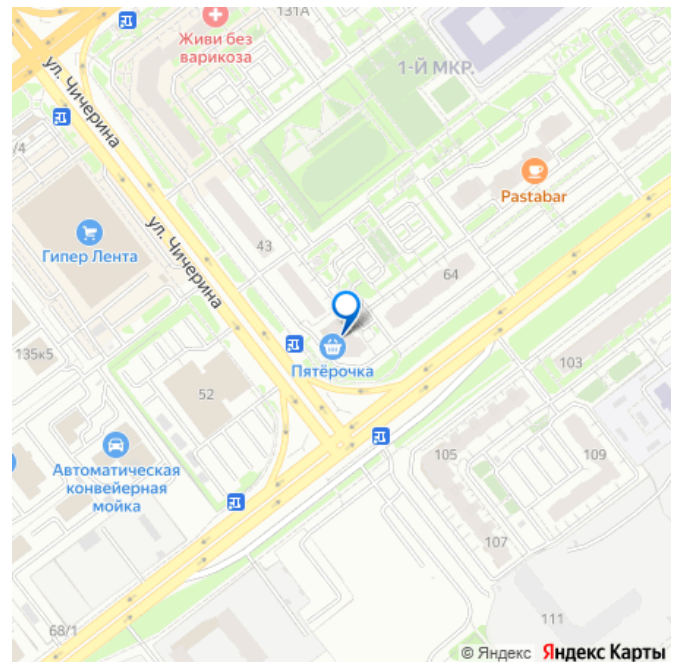 131А
Живи без
варикоза
1-Й МКР.
ул. Чичерина
/4
Pastabar
ул. Чичерина
43
Гипер Лента
64
135к5
Пятёрочка
103
52
105
109
Автоматическая
конвейерная
мойка
107
111
68/1
© Яндекс Яндекс Карты